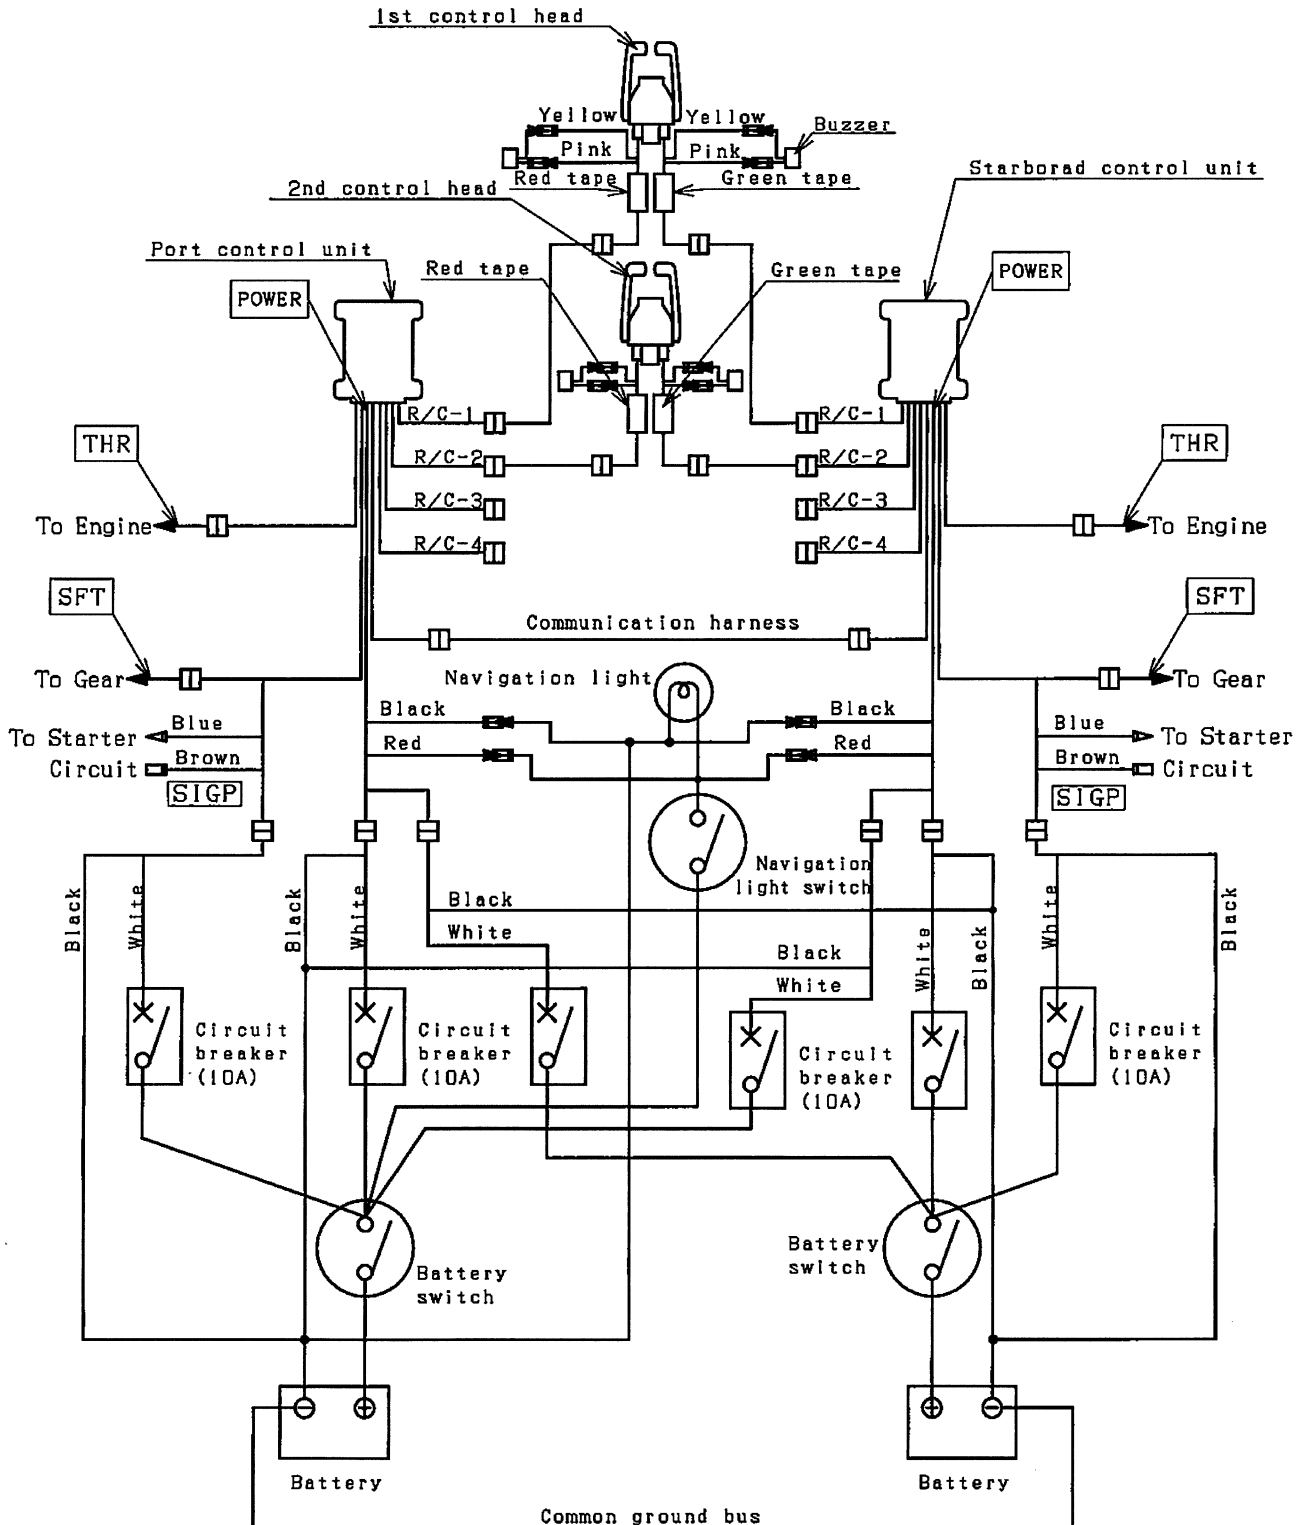 1st control head
Yellow
Yellow
Buzzer
Pink
Pink
2nd control head
Red tape
Green tape
Starborad control unit
Port control unit
Red tape
Green tape
POWER
POWER
R/C-1
R/C-1
THR
R/C-2
R/C-2
THR
R/C-3
R/C-3
To Engine
To Engine
R/C-4
R/C-4
SFT
SFT
Communication harness
To Gear
Navigation light
To Gear
Black
Black
Blue
Blue
To Starter
To Starter
Red
Red
Brown
Brown
Circuit
Circuit
SIGP
SIGP
Navigation
light switch
Black
White
Black
White
Black
White
Black
White
White
Black
White
Black
Circuit
breaker
(10A)
Circuit
breaker
(10A)
Circuit
breaker
(10A)
Circuit
breaker
(10A)
Battery
switch
Battery
switch
Battery
Battery
Common ground bus